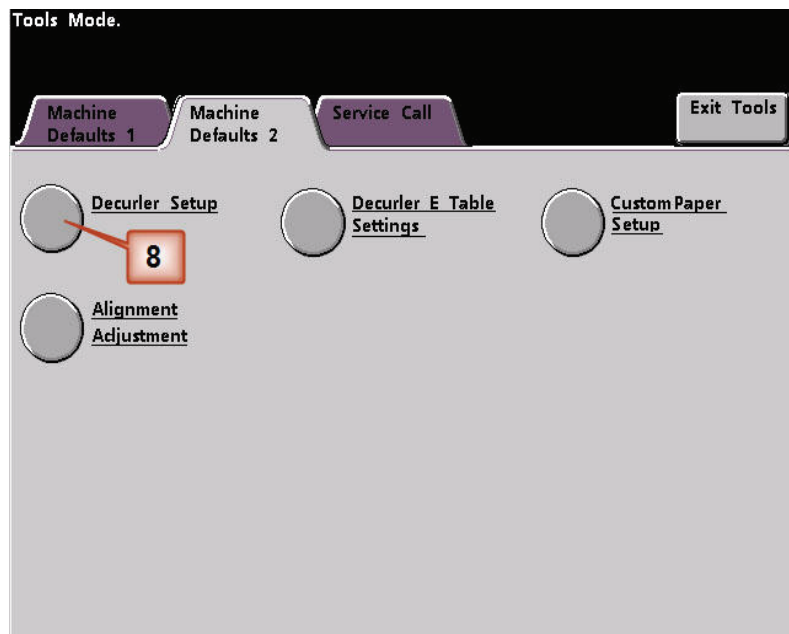 Tools Mode.
Machine
Defaults 1
Machine
Defaults 2
Service Call
Exit Tools
Decurler Setup
Decurler E Table
Settings
Custom Paper
Setup
8
Alignment
Adjustment